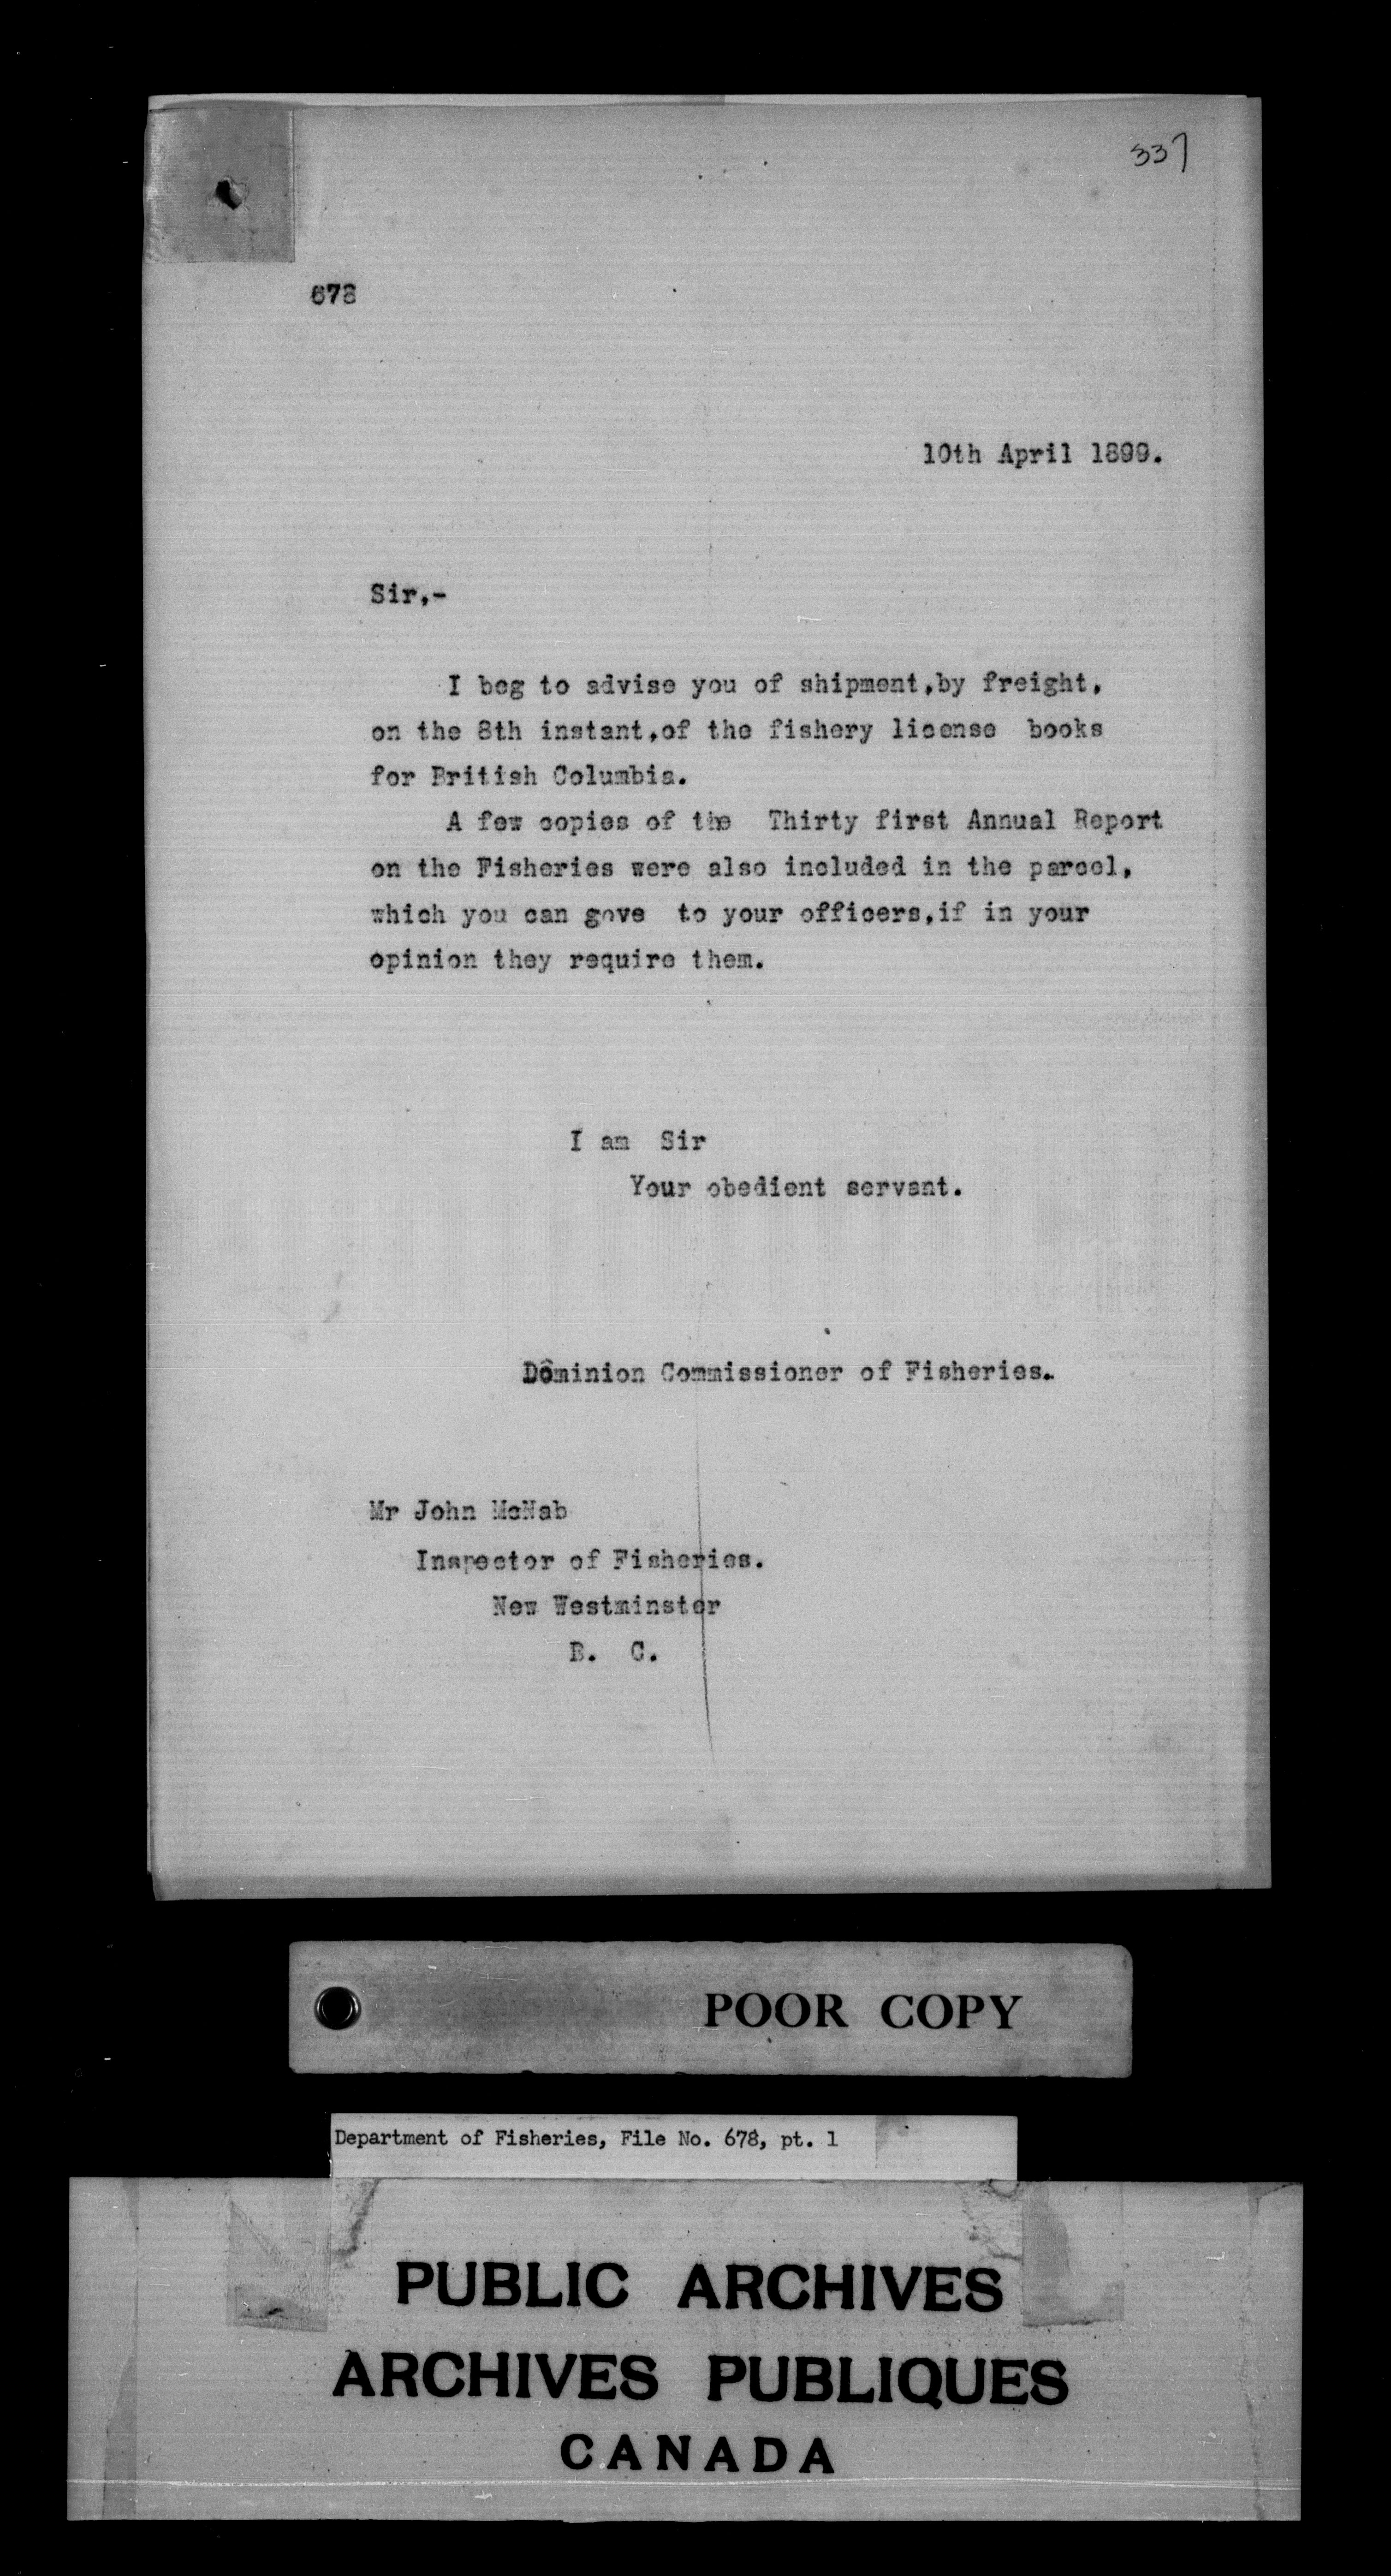 337
678
10th April 1899.
Sir,-
I beg to advise you of shipment,by freight,
on the 8th instant,of the fishery license books
for British Columbia.
A few copies of the Thirty first Annual Report
on the Fisheries were also included in the parcel,
which you can gove to your officers,if in your
opinion they require them.
I am Sir
Your obedient servant.
Dominion Commissioner of Fisheries.
Mr John McNab
Inspector of Fisheries.
New Westminster
B. C.
POOR COPY
Department of Fisheries, File No. 678, pt. 1
PUBLIC ARCHIVES
ARCHIVES PUBLIQUES
CANADA